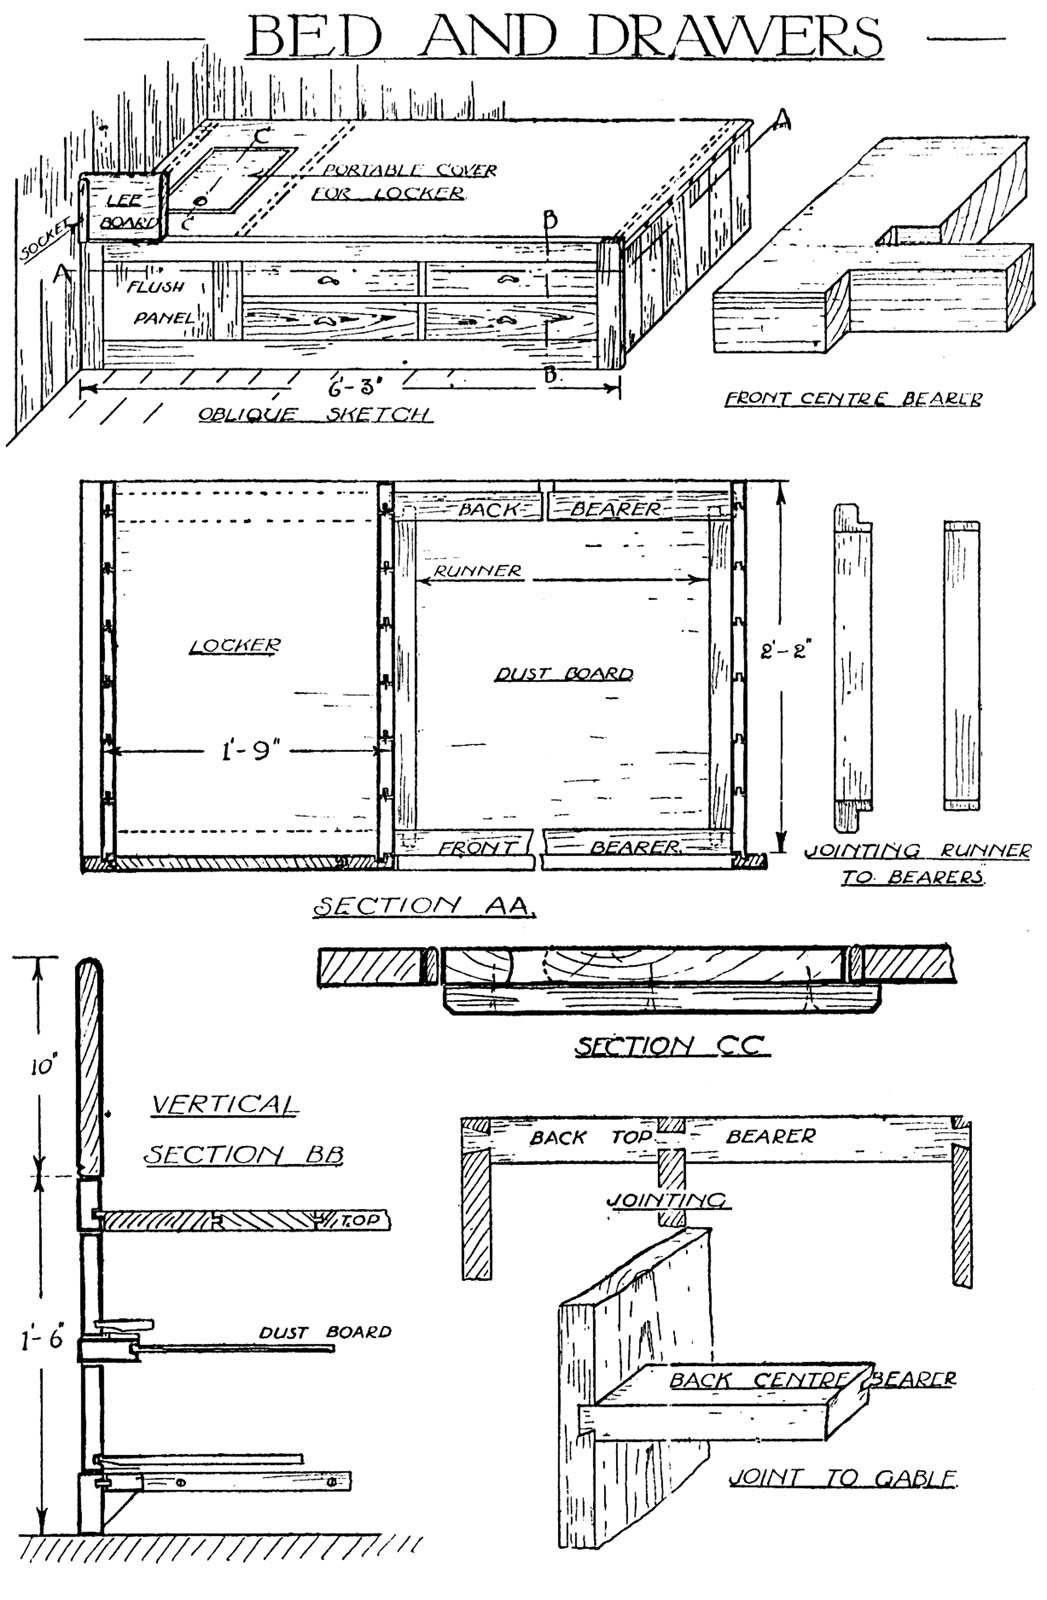 BED AND DRAWERS
A
C
PORTABLE COVER
FOR LOCKER
LEE
BOARD
C
SOCKET
B
A
FLUSH
PANEL
B.
6'-3"
OBLIQUE SKETCH
FRONT CENTRE BEARER
BACK BEARER
RUNNER
LOCKER
DUST BOARD
2'-2"
1'-9"
FRONT BEARER
JOINTING RUNNER
TO BEARERS.
SECTION AA.
SECTION CC
10"
VERTICAL
SECTION BB
BACK TOP BEARER
JOINTING
TOP
1'-6"
DUST BOARD
BACK CENTRE BEARER
JOINT TO GABLE